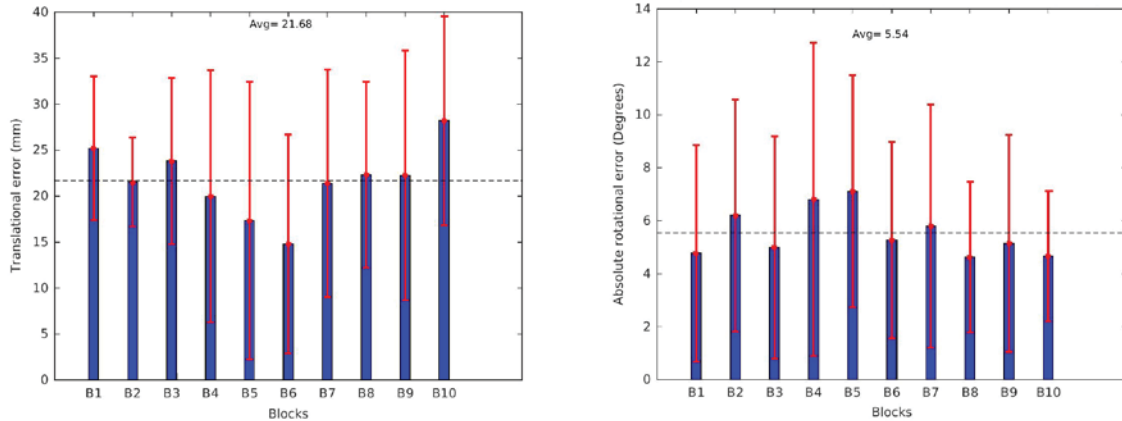 Avg= 21.68
Translational error (mm)
40
35
30
25
20
15
10
5
0
B1 B2 B3 B4 B5 B6 B7 B8 B9 B10
Blocks
Avg= 5.54
Absolute rotational error (Degrees)
14
12
10
8
6
4
2
0
B1 B2 B3 B4 B5 B6 B7 B8 B9 B10
Blocks